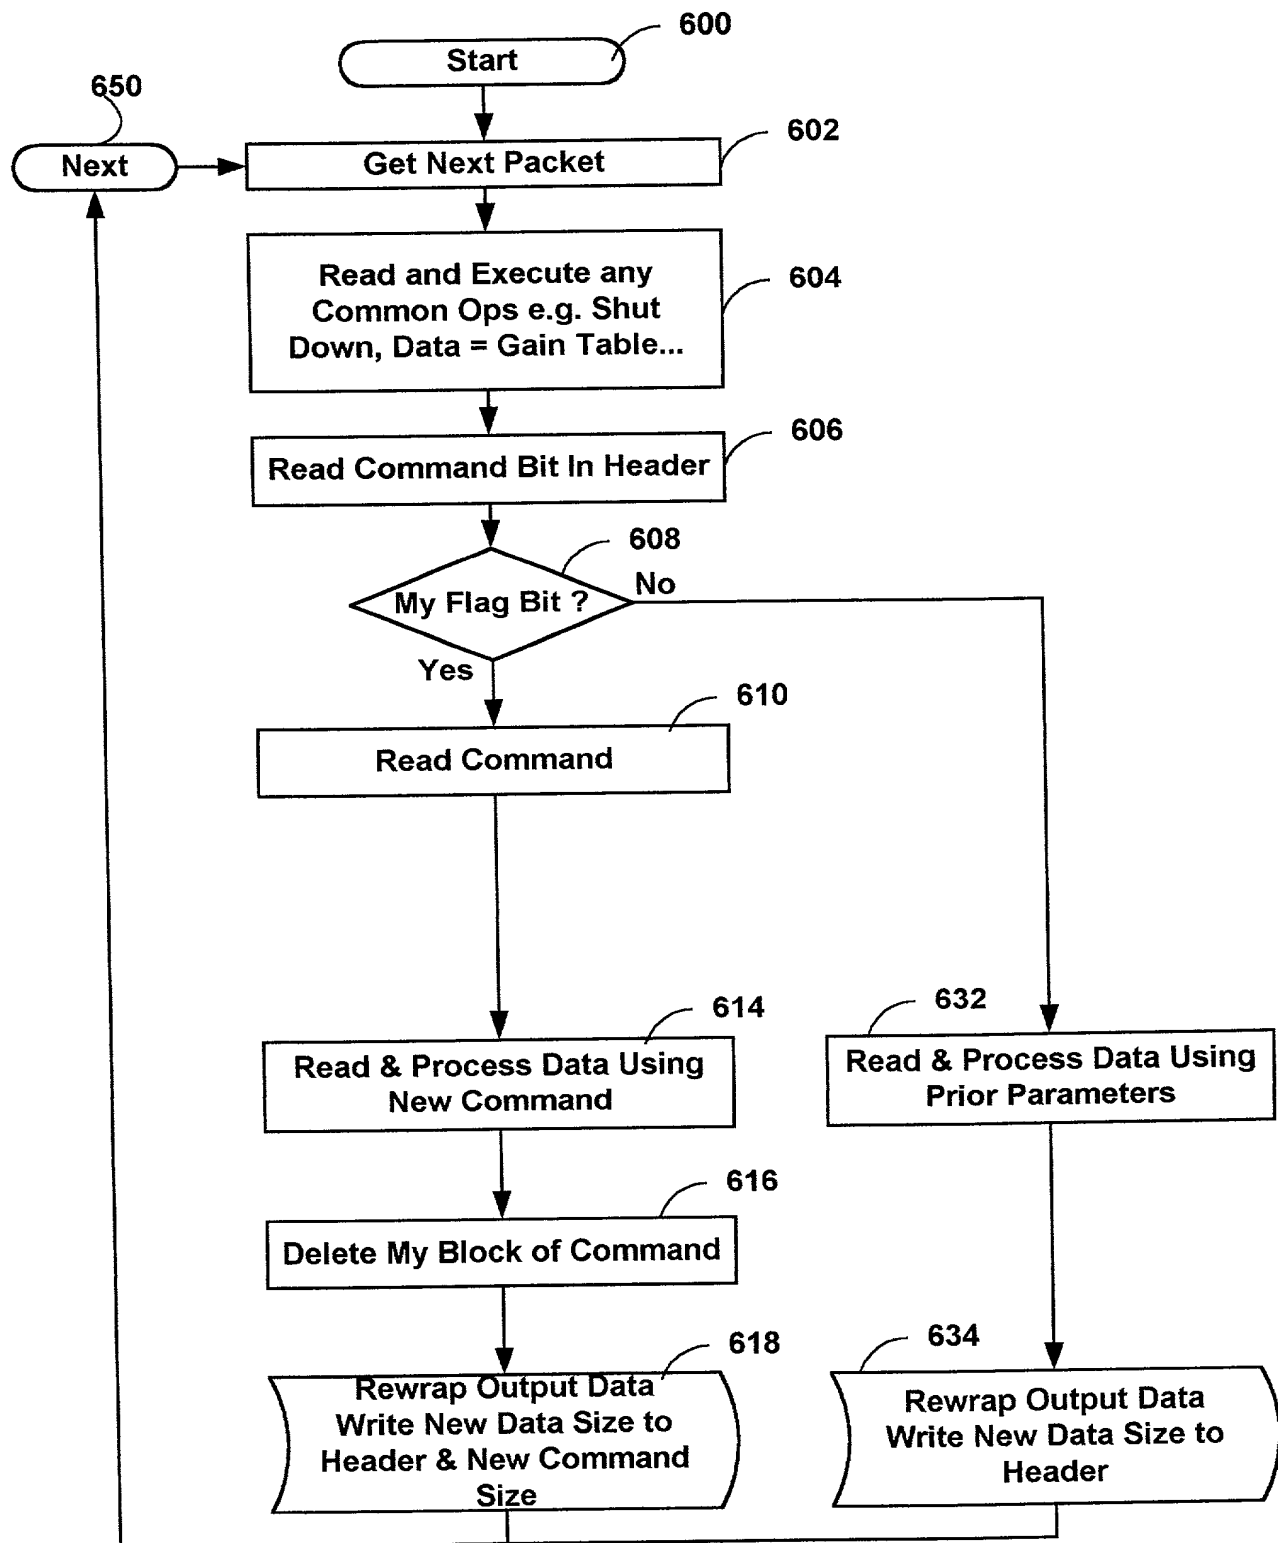 600
Start
650
Next
602
Get Next Packet
604
Read and Execute any
Common Ops e.g. Shut
Down, Data = Gain Table...
606
Read Command Bit In Header
608
My Flag Bit ?
No
Yes
610
Read Command
614
Read & Process Data Using
New Command
632
Read & Process Data Using
Prior Parameters
616
Delete My Block of Command
618
Rewrap Output Data
Write New Data Size to
Header & New Command
Size
634
Rewrap Output Data
Write New Data Size to
Header